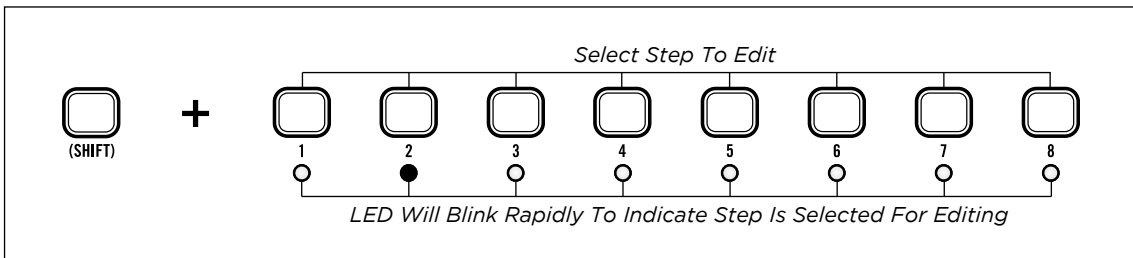 Select Step To Edit
+
(SHIFT)
1 2 3 4 5 6 7 8
LED Will Blink Rapidly To Indicate Step Is Selected For Editing